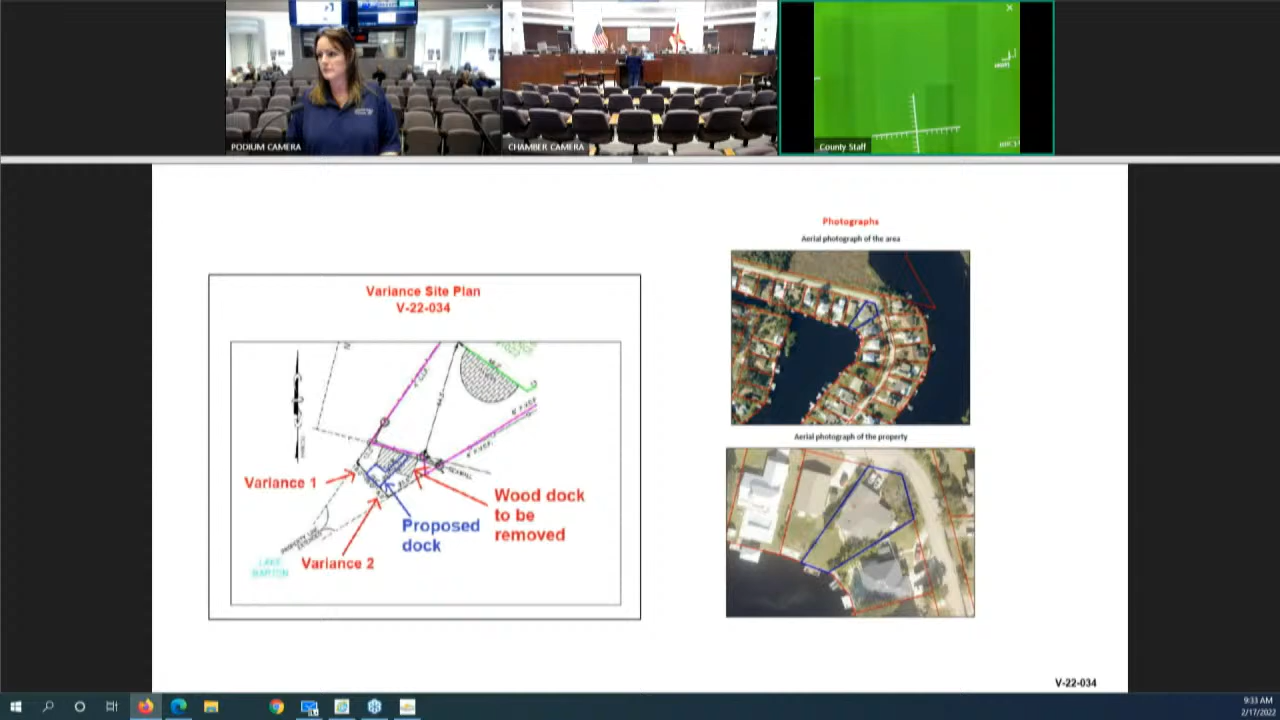 PODIUM CAMERA
CHAMBER CAMERA
County Staff
Photographs
Aerial photograph of the area
Variance Site Plan
V-22-034
Aerial photograph of the property
Variance 1
Wood dock
to be
removed
Proposed
dock
Variance 2
LAKE
V-22-034
9:33 AM
2/17/2022